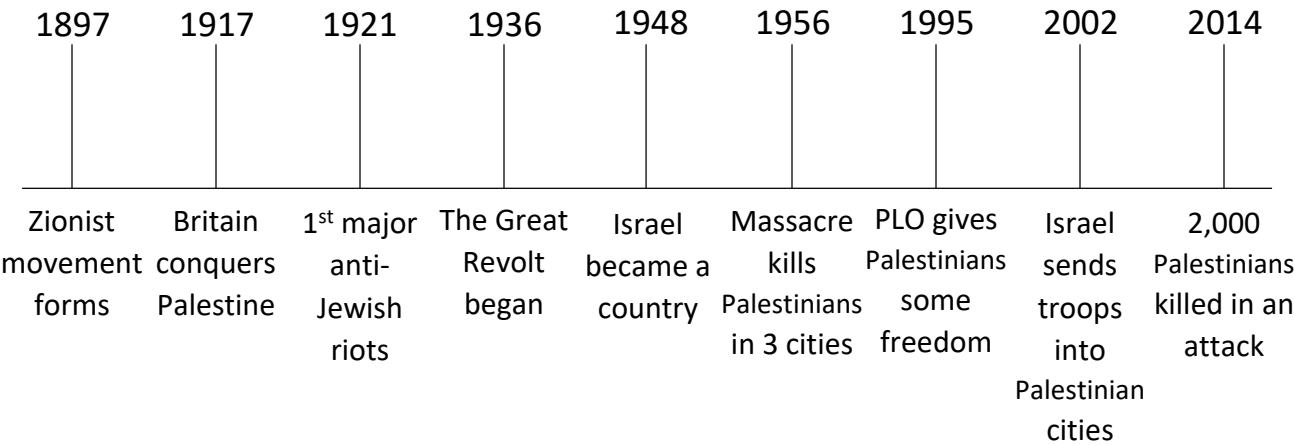 1897 1917 1921 1936 1948 1956 1995 2002 2014
Zionist
movement
forms
Britain
conquers
Palestine
1st major
anti-
Jewish
riots
The Great
Revolt
began
Israel
became a
country
Massacre
kills
Palestinians
in 3 cities
PLO gives
Palestinians
some
freedom
Israel
sends
troops
into
Palestinian
cities
2,000
Palestinians
killed in an
attack